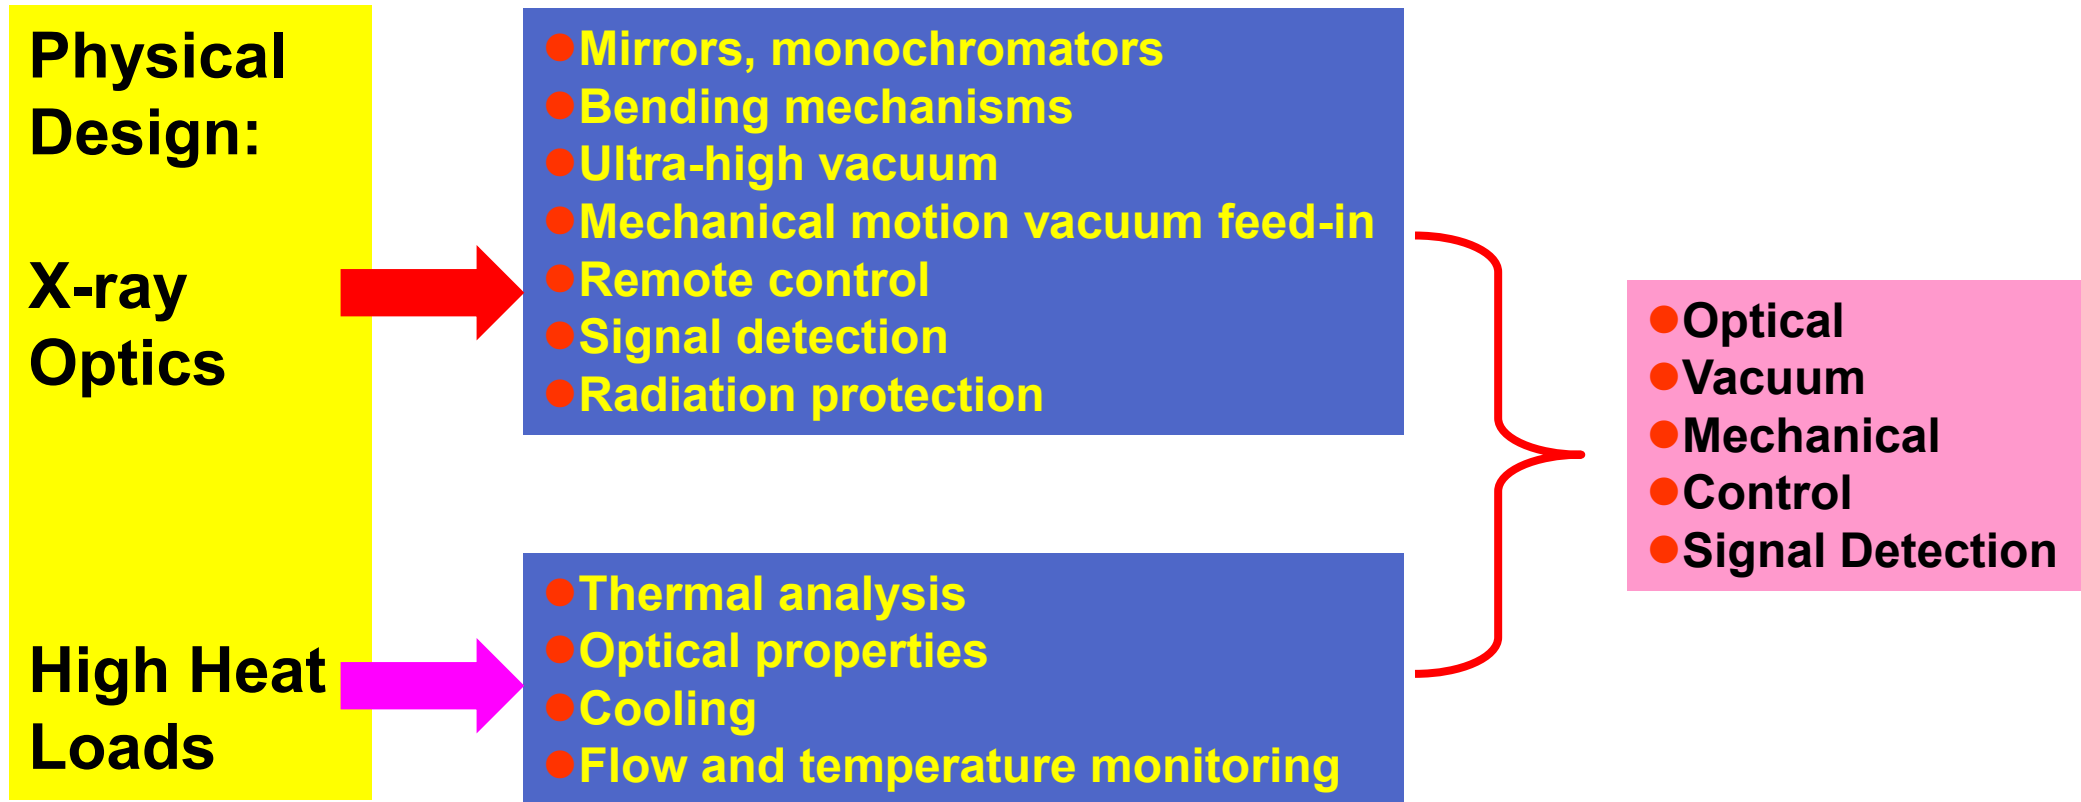 Physical
Design:
X-ray
Optics
High Heat
Loads
●Mirrors, monochromators
●Bending mechanisms
●Ultra-high vacuum
●Mechanical motion vacuum feed-in
●Remote control
●Signal detection
●Radiation protection
●Thermal analysis
●Optical properties
●Cooling
●Flow and temperature monitoring
●Optical
●Vacuum
●Mechanical
●Control
●Signal Detection